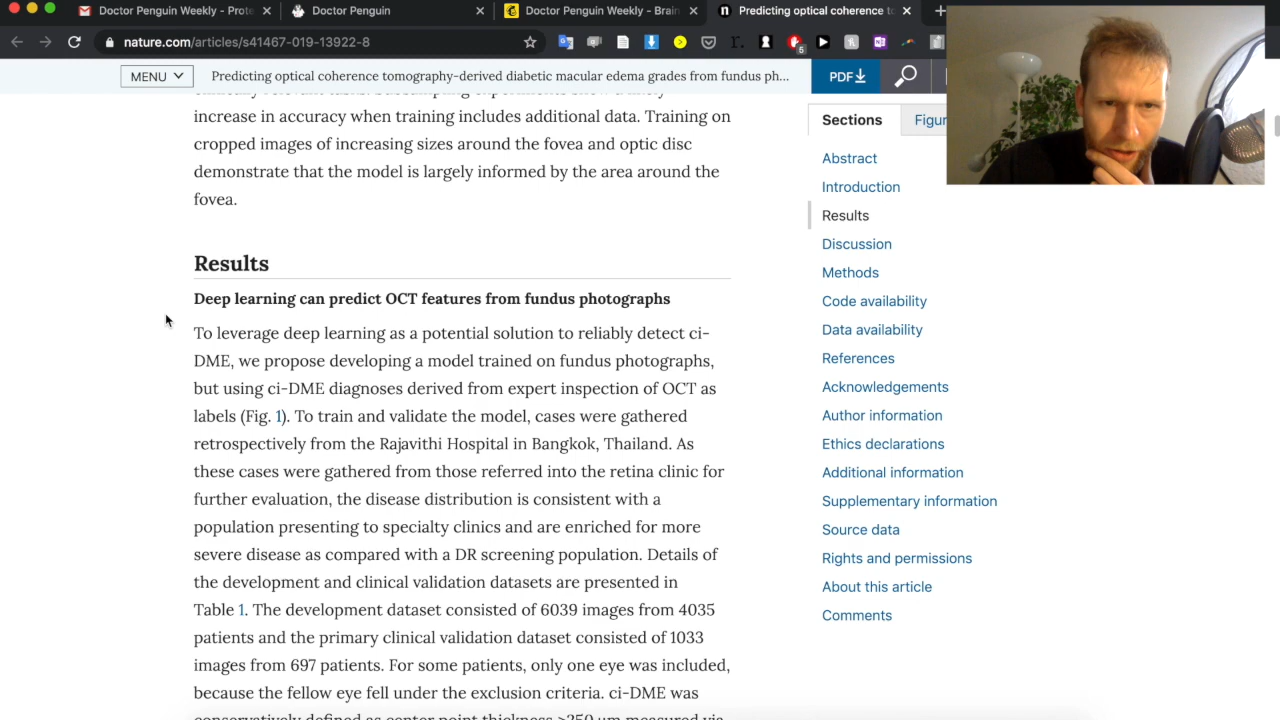 Doctor Penguin Weekly - Prote
Doctor Penguin
Doctor Penguin Weekly - Brain
Predicting optical coherence to
nature.com/articles/s41467-019-13922-8
6
MENU
Predicting optical coherence tomography-derived diabetic macular edema grades from fundus ph...
PDF
increase in accuracy when training includes additional data. Training on
cropped images of increasing sizes around the fovea and optic disc
demonstrate that the model is largely informed by the area around the
fovea.
Results
Deep learning can predict OCT features from fundus photographs
To leverage deep learning as a potential solution to reliably detect ci-
DME, we propose developing a model trained on fundus photographs,
but using ci-DME diagnoses derived from expert inspection of OCT as
labels (Fig. 1). To train and validate the model, cases were gathered
retrospectively from the Rajavithi Hospital in Bangkok, Thailand. As
these cases were gathered from those referred into the retina clinic for
further evaluation, the disease distribution is consistent with a
population presenting to specialty clinics and are enriched for more
severe disease as compared with a DR screening population. Details of
the development and clinical validation datasets are presented in
Table 1. The development dataset consisted of 6039 images from 4035
patients and the primary clinical validation dataset consisted of 1033
images from 697 patients. For some patients, only one eye was included,
because the fellow eye fell under the exclusion criteria. ci-DME was
conservatively defined as center point thickness
Sections
Figur
Abstract
Introduction
Results
Discussion
Methods
Code availability
Data availability
References
Acknowledgements
Author information
Ethics declarations
Additional information
Supplementary information
Source data
Rights and permissions
About this article
Comments